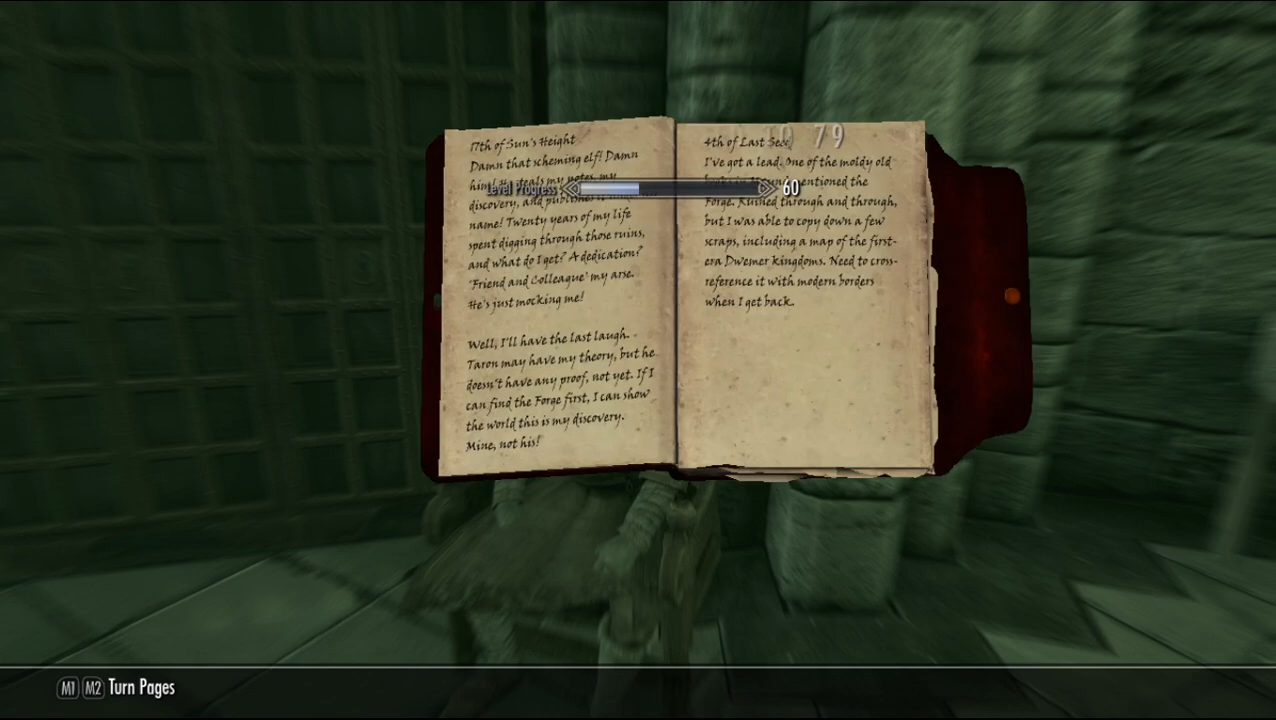 17th of Sun's Height
Damn that scheming elf! Damn
him! He steals my notes, my
discovery, and publishes it
name! Twenty years of my life
spent digging through those ruins,
and what do I get? A dedication?
'Friend and Colleague' my arse.
He's just mocking me!
Well, I'll have the last laugh.
Taron may have my theory, but he
doesn't have any proof, not yet. If I
can find the Forge first, I can show
the world this is my discovery.
Mine, not his!
4th of Last
I've got a lead. One of the moldy old
mentioned the
Forge. Ruined through and through,
but I was able to copy down a few
scraps, including a map of the first-
era Dwemer kingdoms. Need to cross-
reference it with modern borders
when I get back.
79
Level Progress 60
M1 M2 Turn Pages